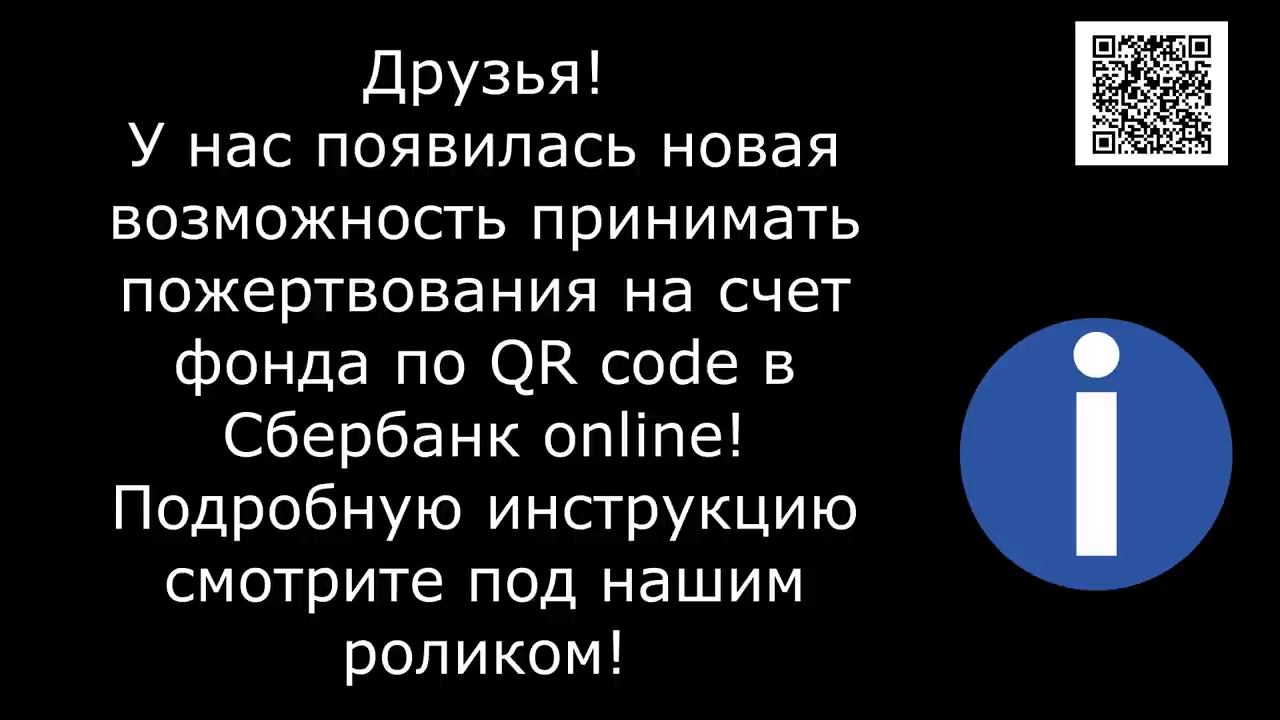 Друзья!
У нас появилась новая
возможность принимать
пожертвования на счет
фонда по QR code в
Сбербанк online!
Подробную инструкцию
смотрите под нашим
роликом!
i